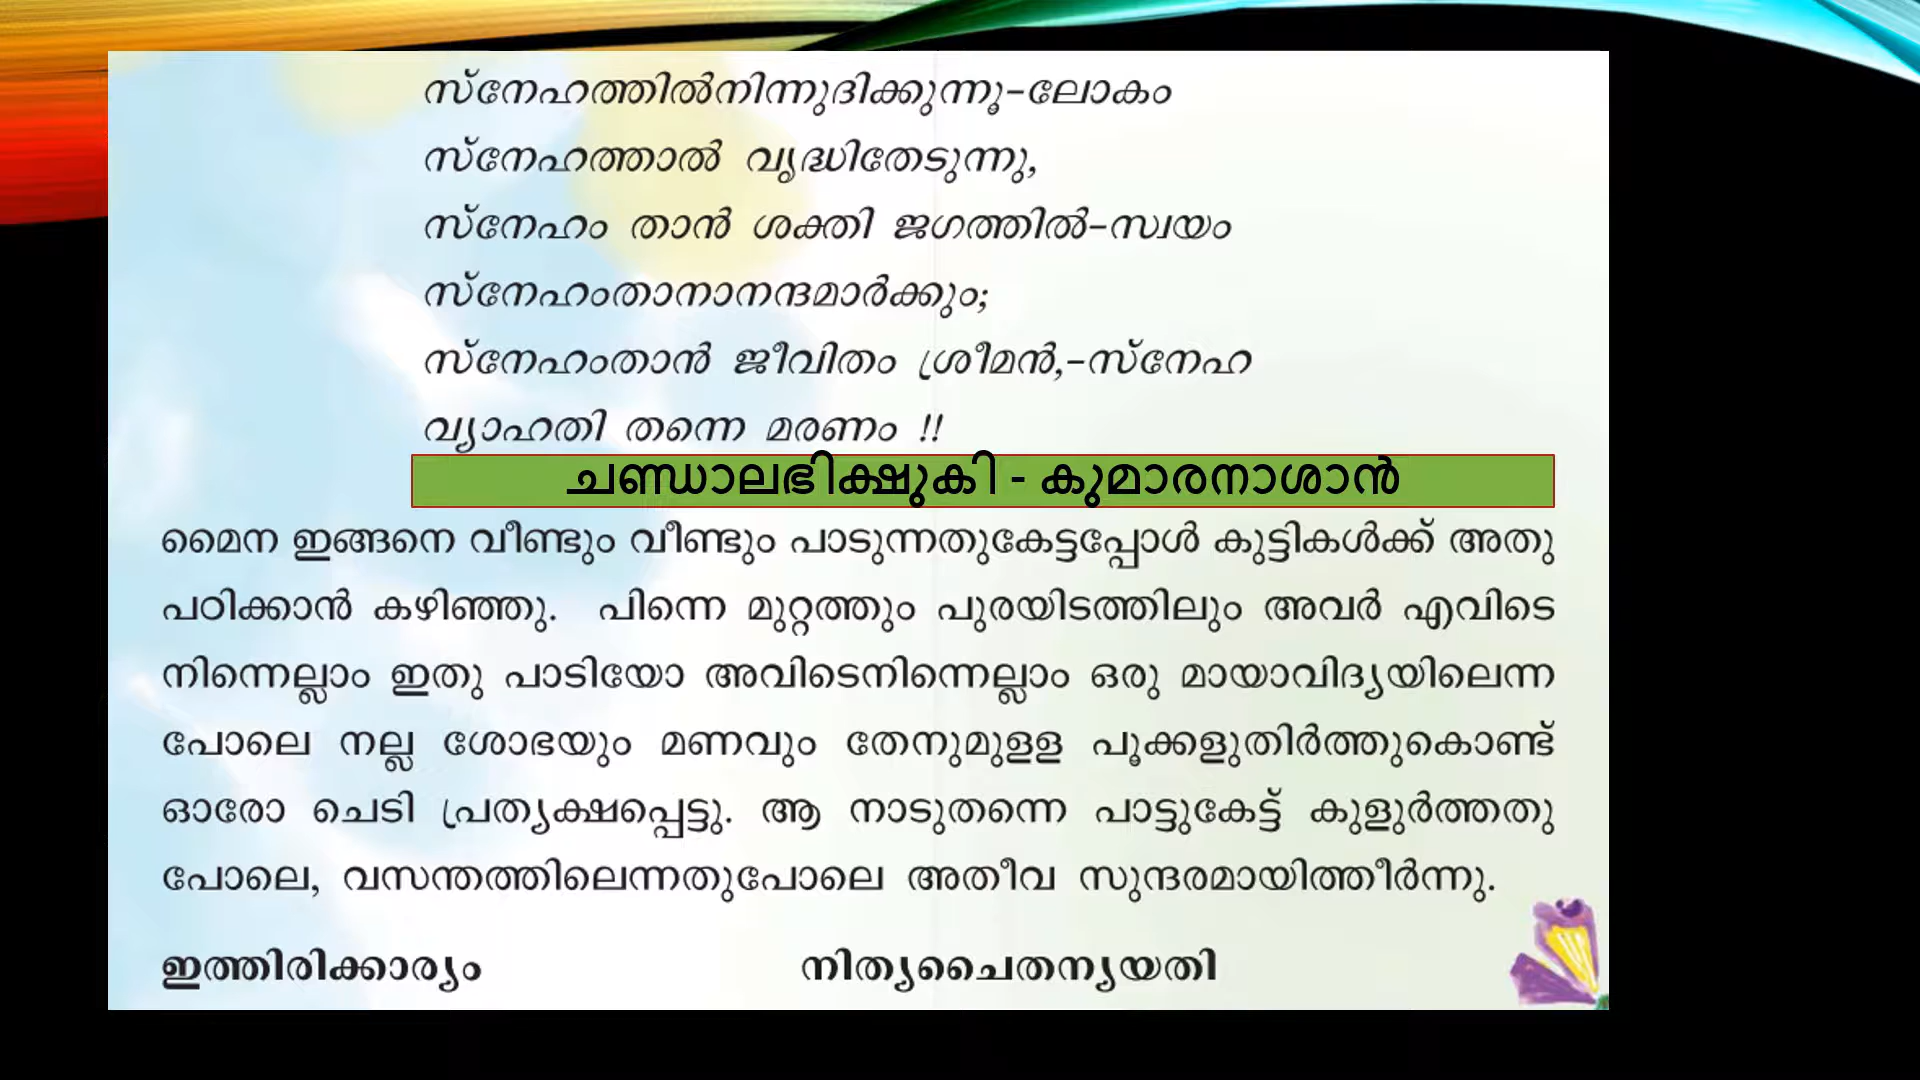 സ്നേഹത്തിൽനിന്നുദിക്കുന്നൂ–ലോകം
സ്നേഹത്താൽ വൃദ്ധിതേടുന്നു,
സ്നേഹം താൻ ശക്തി ജഗത്തിൽ–സ്വയം
സ്നേഹംതാനാനന്ദമാർക്കും;
സ്നേഹംതാൻ ജീവിതം ശ്രീമൻ,–സ്നേഹ
വ്യാഹതി തന്നെ മരണം !!
ചണ്ഡാലഭിക്ഷുകി - കുമാരനാശാൻ
മൈന ഇങ്ങനെ വീണ്ടും വീണ്ടും പാടുന്നതുകേട്ടപ്പോൾ കുട്ടികൾക്ക് അതു
പഠിക്കാൻ കഴിഞ്ഞു. പിന്നെ മുറ്റത്തും പുരയിടത്തിലും അവർ എവിടെ
നിന്നെല്ലാം ഇതു പാടിയോ അവിടെനിന്നെല്ലാം ഒരു മായാവിദ്യയിലെന്ന
പോലെ നല്ല ശോഭയും മണവും തേനുമുളള പൂക്കളുതിർത്തുകൊണ്ട്
ഓരോ ചെടി പ്രത്യക്ഷപ്പെട്ടു. ആ നാടുതന്നെ പാട്ടുകേട്ട് കുളുർത്തതു
പോലെ, വസന്തത്തിലെന്നതുപോലെ അതീവ സുന്ദരമായിത്തീർന്നു.
ഇത്തിരിക്കാര്യം നിത്യചൈതന്യയതി